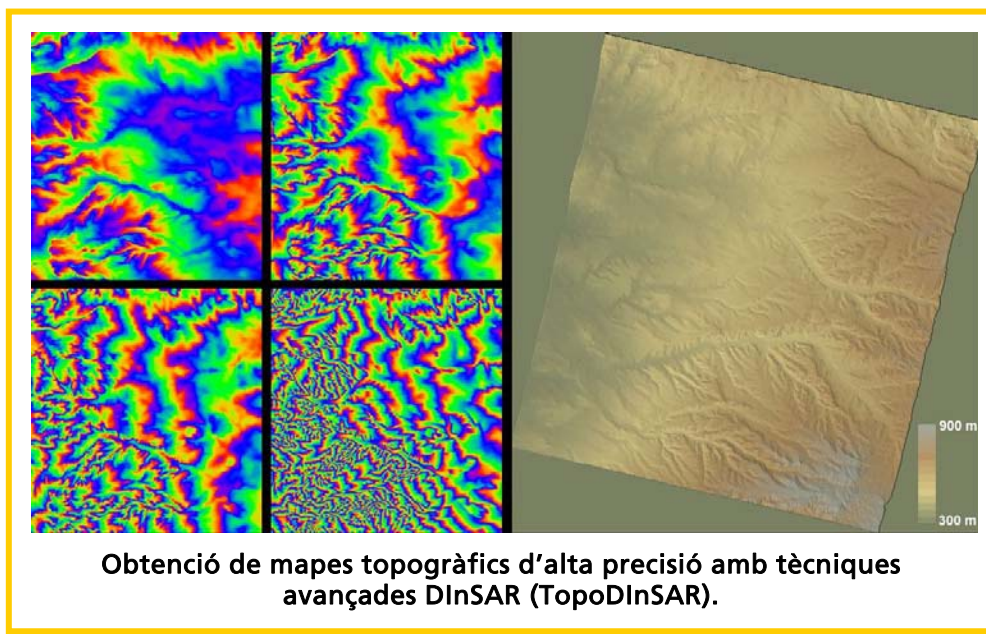 900 m
300 m
Obtenció de mapes topogràfics d’alta precisió amb tècniques
avançades DInSAR (TopoDInSAR).